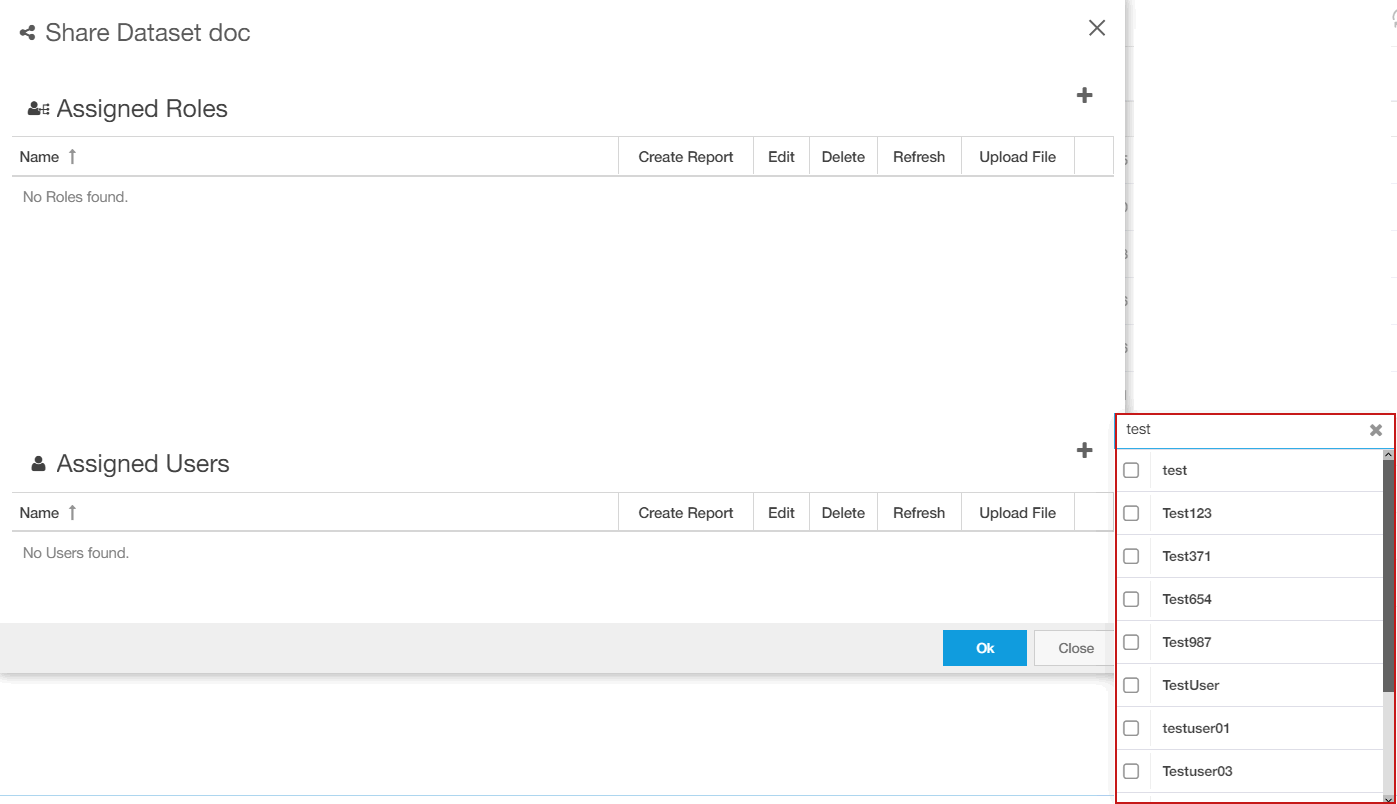 Share Dataset doc
Assigned Roles
Name Create Report Edit Delete Refresh Upload File
No Roles found.
Assigned Users
Name Create Report Edit Delete Refresh Upload File
No Users found.
Ok Close
test
test
Test123
Test371
Test654
Test987
TestUser
testuser01
Testuser03